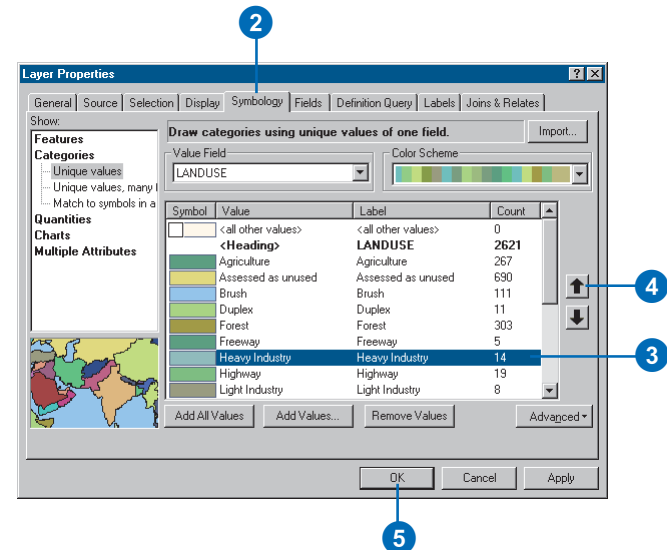 2
Layer Properties ? X
General Source Selection Display Symbology Fields Definition Query Labels Joins & Relates
Show:
Features
Categories
Unique values
Unique values, many
Match to symbols in a
Quantities
Charts
Multiple Attributes
Draw categories using unique values of one field.
Import...
Value Field
LANDUSE
Color Scheme
Symbol Value Label Count
<all other values> <all other values> 0
<Heading> LANDUSE 2621
Agriculture Agriculture 267
Assessed as unused Assessed as unused 690
Brush Brush 111
Duplex Duplex 11
Forest Forest 303
Freeway Freeway 5
Heavy Industry Heavy Industry 14
Highway Highway 19
Light Industry Light Industry 8
4
3
Add All Values Add Values... Remove Values Advanced
OK Cancel Apply
5